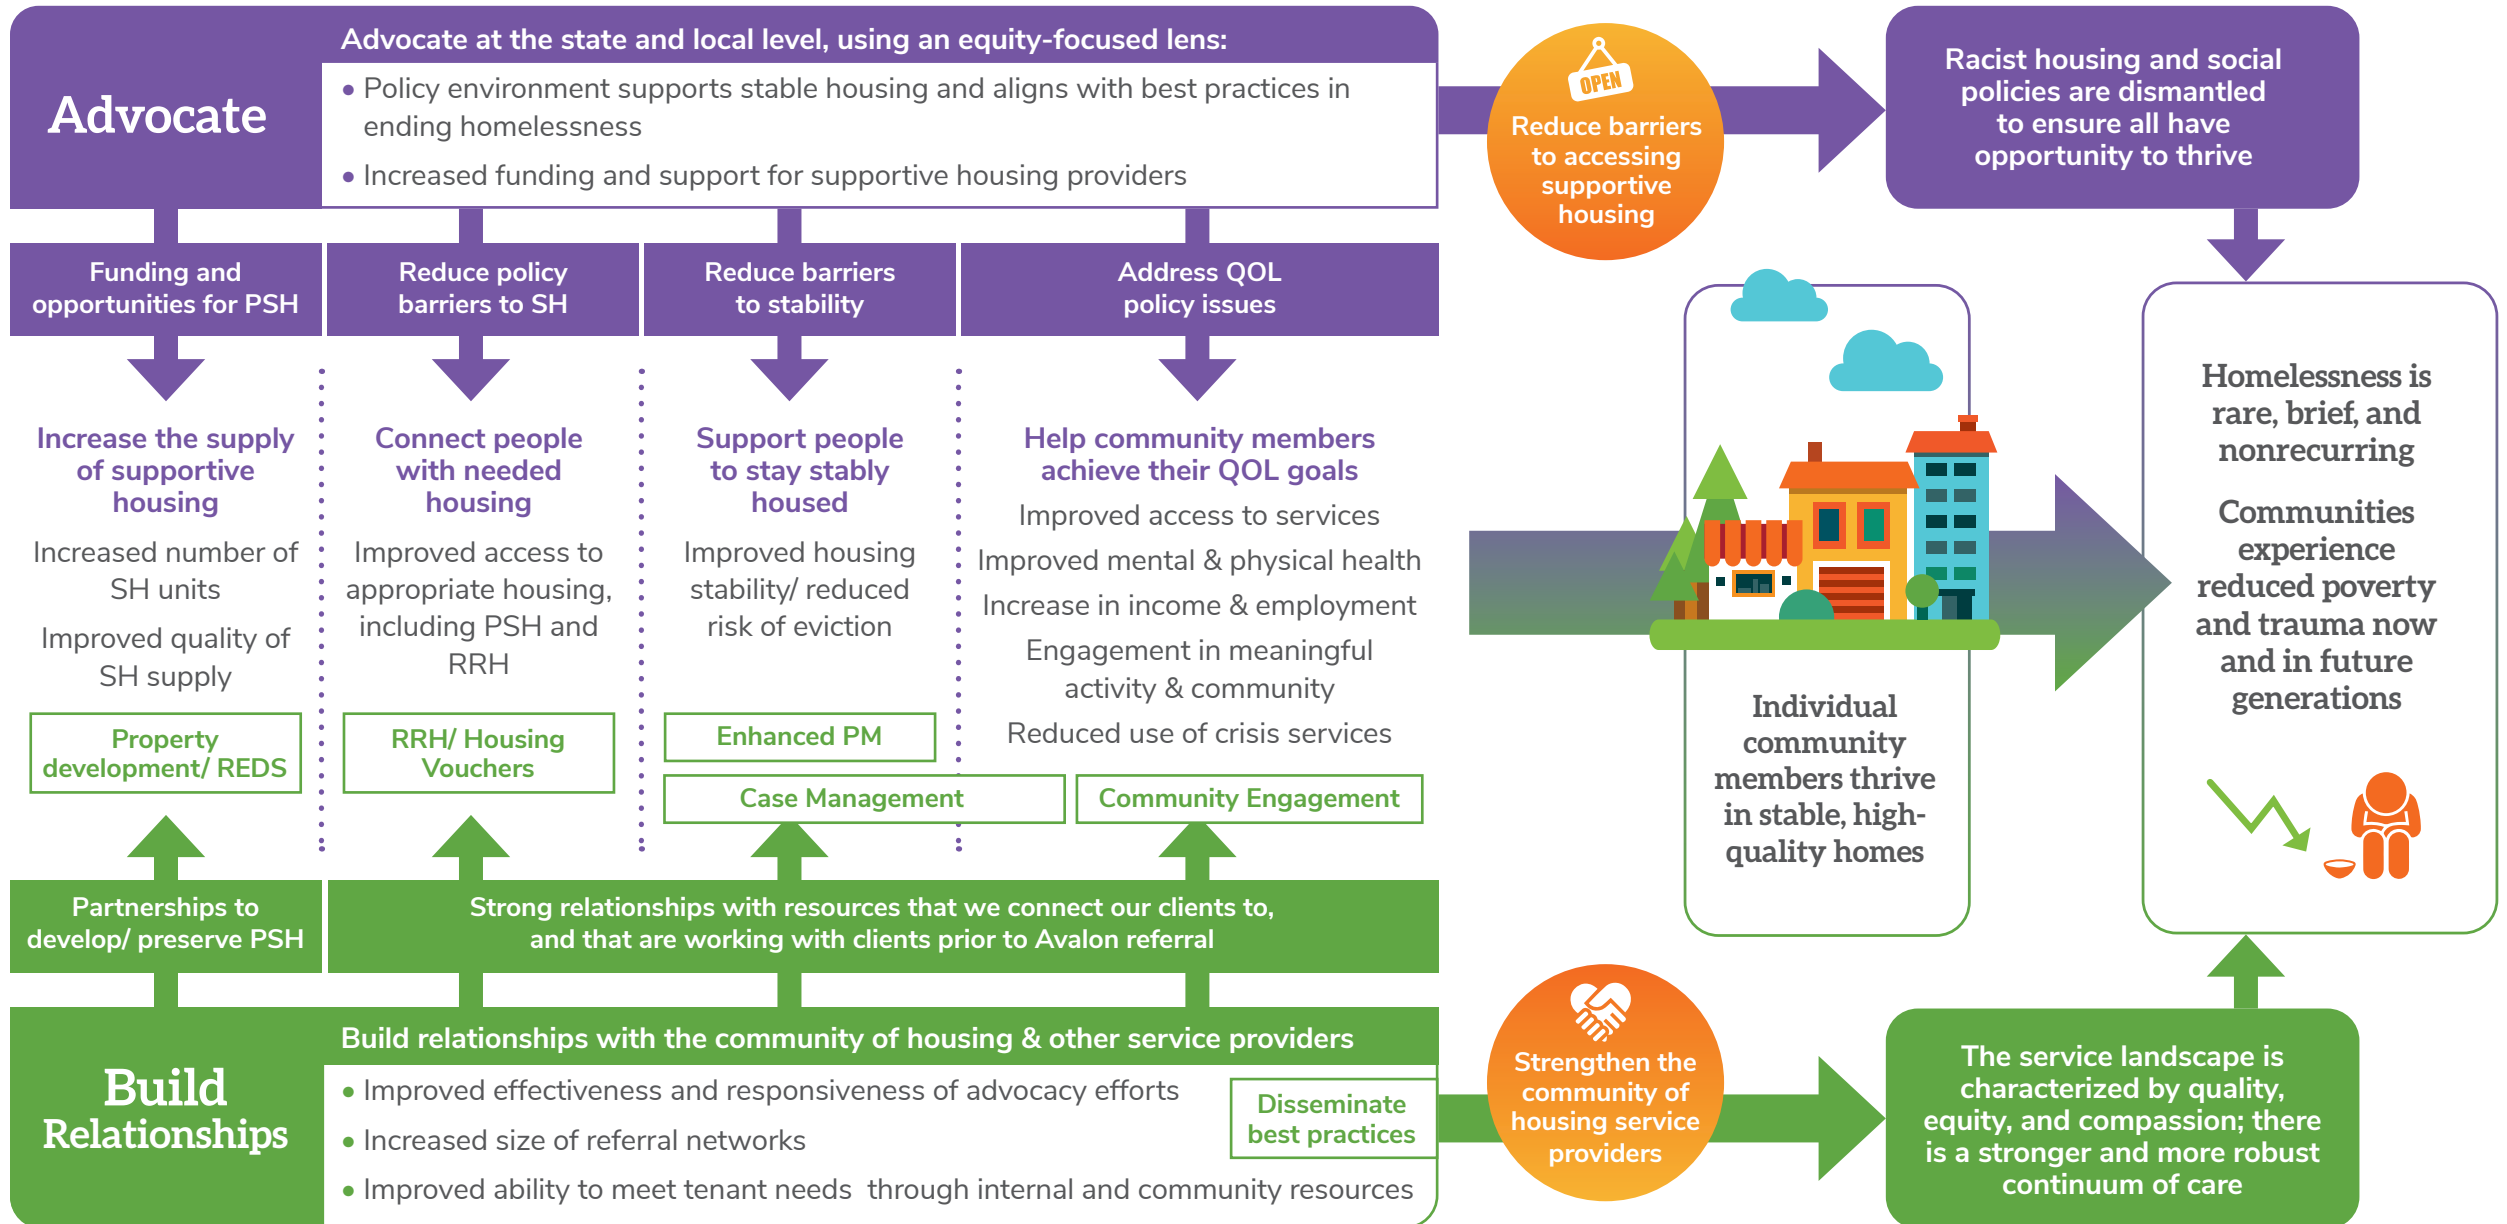 Advocate
Advocate at the state and local level, using an equity-focused lens:
• Policy environment supports stable housing and aligns with best practices in
ending homelessness
• Increased funding and support for supportive housing providers
OPEN
Reduce barriers
to accessing
supportive
housing
Racist housing and social
policies are dismantled
to ensure all have
opportunity to thrive
Funding and
opportunities for PSH
Reduce policy
barriers to SH
Reduce barriers
to stability
Address QOL
policy issues
Increase the supply
of supportive
housing
Increased number of
SH units
Improved quality of
SH supply
Property
development/ REDS
Connect people
with needed
housing
Improved access to
appropriate housing,
including PSH and
RRH
RRH/ Housing
Vouchers
Support people
to stay stably
housed
Improved housing
stability/ reduced
risk of eviction
Enhanced PM
Case Management
Help community members
achieve their QOL goals
Improved access to services
Improved mental & physical health
Increase in income & employment
Engagement in meaningful
activity & community
Reduced use of crisis services
Community Engagement
Individual
community
members thrive
in stable, high-
quality homes
Homelessness is
rare, brief, and
nonrecurring
Communities
experience
reduced poverty
and trauma now
and in future
generations
Partnerships to
develop/ preserve PSH
Strong relationships with resources that we connect our clients to,
and that are working with clients prior to Avalon referral
Build
Relationships
Build relationships with the community of housing & other service providers
• Improved effectiveness and responsiveness of advocacy efforts
• Increased size of referral networks
• Improved ability to meet tenant needs  through internal and community resources
Disseminate
best practices
Strengthen the
community of
housing service
providers
The service landscape is
characterized by quality,
equity, and compassion; there
is a stronger and more robust
continuum of care